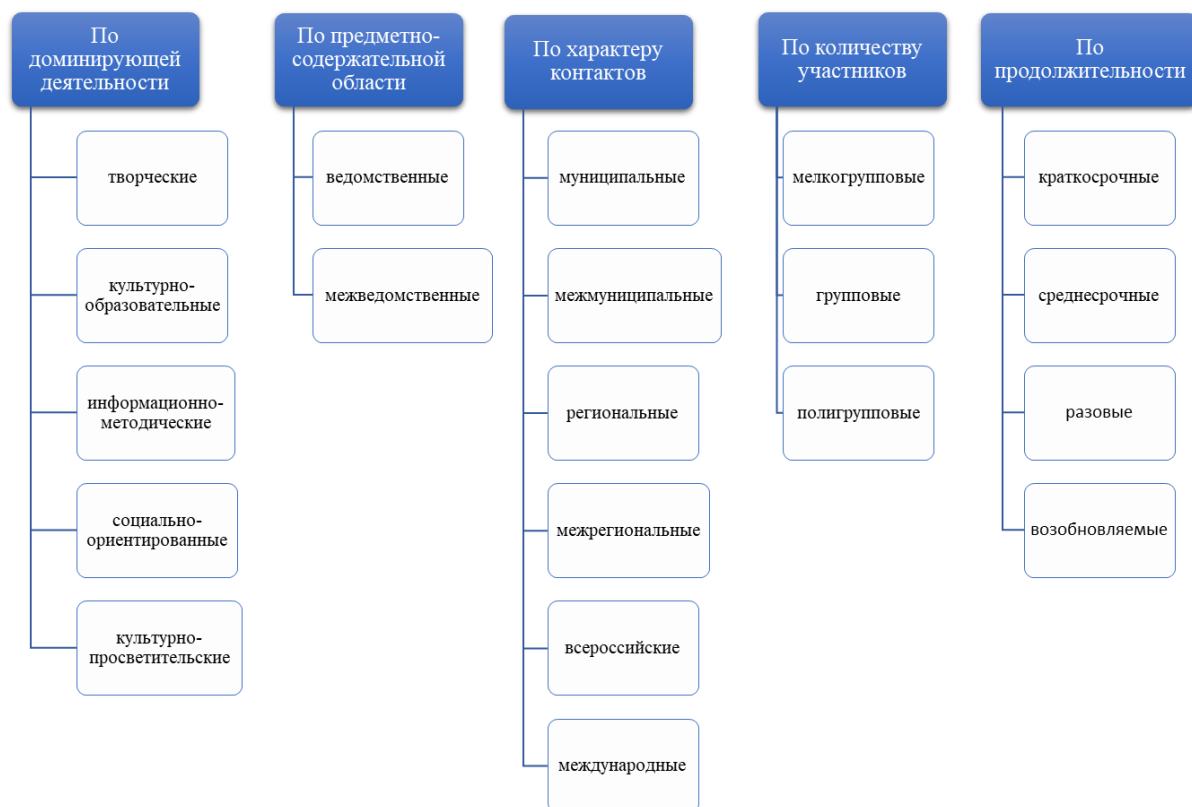 По
доминирующей
деятельности
творческие
культурно-
образовательные
информационно-
методические
социально-
ориентированные
культурно-
просветительские
По предметно-
содержательной
области
ведомственные
межведомственные
По характеру
контактов
муниципальные
межмуниципальные
региональные
межрегиональные
всероссийские
международные
По количеству
участников
мелкогрупповые
групповые
полигрупповые
По
продолжительности
краткосрочные
среднесрочные
разовые
возобновляемые